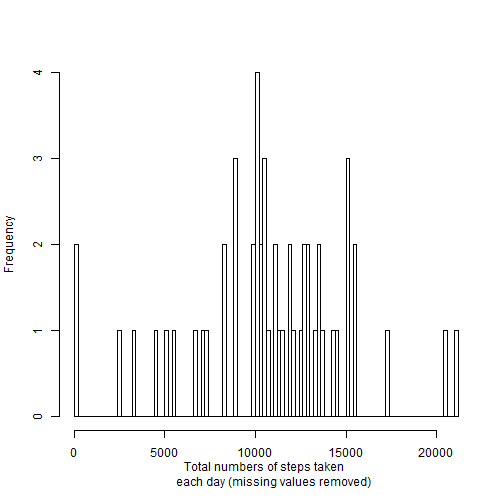 4
3
2
1
0
Frequency
0 5000 10000 15000 20000
Total numbers of steps taken
each day (missing values removed)